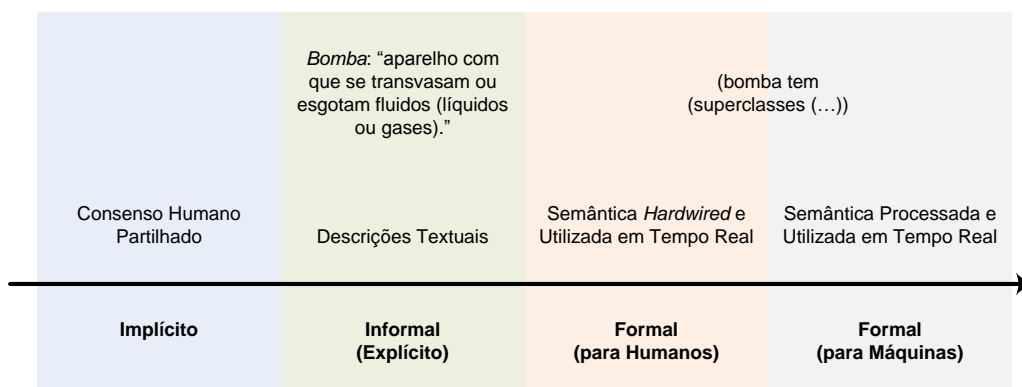 Bomba: “aparelho com
que se transvasam ou
esgotam fluidos (líquidos
ou gases).”
(bomba tem
(superclasses (…))
Consenso Humano
Partilhado
Descrições Textuais
Semântica Hardwired e
Utilizada em Tempo Real
Semântica Processada e
Utilizada em Tempo Real
Implícito
Informal
(Explícito)
Formal
(para Humanos)
Formal
(para Máquinas)